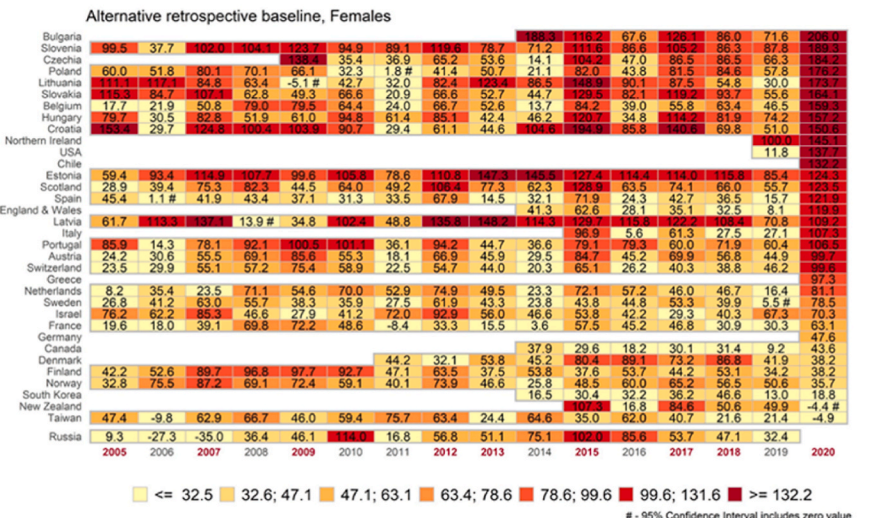 Alternative retrospective baseline, Females
Bulgaria 188.3 116.2 67.6 126.1 86.0 71.6 206.0
Slovenia 99.5 37.7 102.0 104.1 123.7 94.9 89.1 119.6 78.7 71.2 111.6 86.6 105.2 86.3 87.8 189.3
Czechia 138.4 35.4 36.9 65.2 53.6 14.1 104.2 47.0 86.5 86.5 66.3 184.2
Poland 60.0 51.8 80.1 70.1 66.1 32.3 1.8 # 41.4 50.7 21.1 82.0 43.8 81.5 84.6 57.8 176.2
Lithuania 111.1 117.1 84.8 63.4 -5.1 # 42.7 32.0 82.4 123.4 86.5 148.9 90.1 87.5 54.8 30.0 173.7
Slovakia 115.3 84.7 107.1 62.8 49.3 66.6 20.9 66.6 52.7 44.7 129.5 82.1 119.2 93.7 55.6 164.1
Belgium 17.7 21.9 50.8 79.0 79.5 64.4 24.0 66.7 52.6 13.7 84.2 39.0 55.8 63.4 46.5 159.3
Hungary 79.7 30.5 82.8 51.9 61.0 94.8 61.4 85.1 42.4 46.2 120.7 34.8 114.2 81.9 74.2 157.2
Croatia 153.4 29.7 124.8 100.4 103.9 90.7 29.4 61.1 44.6 104.6 194.9 85.8 140.6 69.8 51.0 150.6
Northern Ireland 100.0 145.1
USA 11.8 137.7
Chile 132.2
Estonia 59.4 93.4 114.9 107.7 99.6 105.8 78.6 110.8 147.3 145.5 127.4 114.4 114.0 115.8 85.4 124.3
Scotland 28.9 39.4 75.3 82.3 44.5 64.0 49.2 106.4 77.3 62.3 128.9 63.5 74.1 66.0 55.7 123.5
Spain 45.4 1.1 # 41.9 43.4 37.1 31.3 33.5 67.9 14.5 32.1 71.9 24.3 42.7 36.5 15.7 121.9
England & Wales 41.3 62.6 28.1 35.1 32.5 8.1 119.9
Latvia 61.7 113.3 137.1 13.9 # 34.8 102.4 48.8 135.8 148.2 114.3 129.7 115.8 122.2 108.4 70.8 109.2
Italy 96.9 5.6 61.3 27.5 27.1 107.3
Portugal 85.9 14.3 78.1 92.1 100.5 101.1 36.1 94.2 44.7 36.6 79.1 79.3 60.0 71.9 60.4 106.5
Austria 24.2 30.6 55.1 69.1 85.6 55.3 18.1 66.9 45.9 29.5 84.7 45.2 69.9 56.8 44.9 99.7
Switzerland 23.5 29.9 55.1 57.2 75.4 58.9 22.5 54.7 44.0 20.3 65.1 26.2 40.3 38.8 46.2 99.6
Greece 97.3
Netherlands 8.2 35.4 23.5 71.1 54.6 70.0 52.9 74.9 49.5 23.3 72.1 57.2 46.0 46.7 16.4 81.1
Sweden 26.8 41.2 63.0 55.7 38.3 35.9 27.5 61.9 43.3 23.8 43.8 44.8 53.3 39.9 5.5 # 78.5
Israel 76.2 62.2 85.3 46.6 27.9 41.2 72.0 92.9 56.0 46.6 53.8 42.2 29.3 40.3 67.3 70.3
France 19.6 18.0 39.1 69.8 72.2 48.6 -8.4 33.3 15.5 3.6 57.5 45.2 46.8 30.9 30.3 63.1
Germany 47.6
Canada 37.9 29.6 18.2 30.1 31.4 9.2 43.6
Denmark 44.2 32.1 53.8 45.2 80.4 89.1 73.2 86.8 41.9 38.2
Finland 42.2 52.6 89.7 96.8 97.7 92.7 47.1 63.5 37.5 53.8 37.6 53.7 44.2 53.1 34.2 38.2
Norway 32.8 75.5 87.2 69.1 72.4 59.1 40.1 73.9 46.6 25.8 48.5 60.0 65.2 56.5 50.6 35.7
South Korea 16.5 30.4 32.2 36.2 46.6 13.0 18.8
New Zealand 107.3 16.8 84.6 50.6 49.9 -4.4 #
Taiwan 47.4 -9.8 62.9 66.7 46.0 59.4 75.7 63.4 24.4 64.6 35.0 62.0 40.7 21.6 21.4 -4.9
Russia 9.3 -27.3 -35.0 36.4 46.1 114.0 16.8 56.8 51.1 75.1 102.0 85.6 53.7 47.1 32.4
2005 2006 2007 2008 2009 2010 2011 2012 2013 2014 2015 2016 2017 2018 2019 2020
<= 32.5 32.6; 47.1 47.1; 63.1 63.4; 78.6 78.6; 99.6 99.6; 131.6 >= 132.2
# - 95% Confidence Interval includes zero value